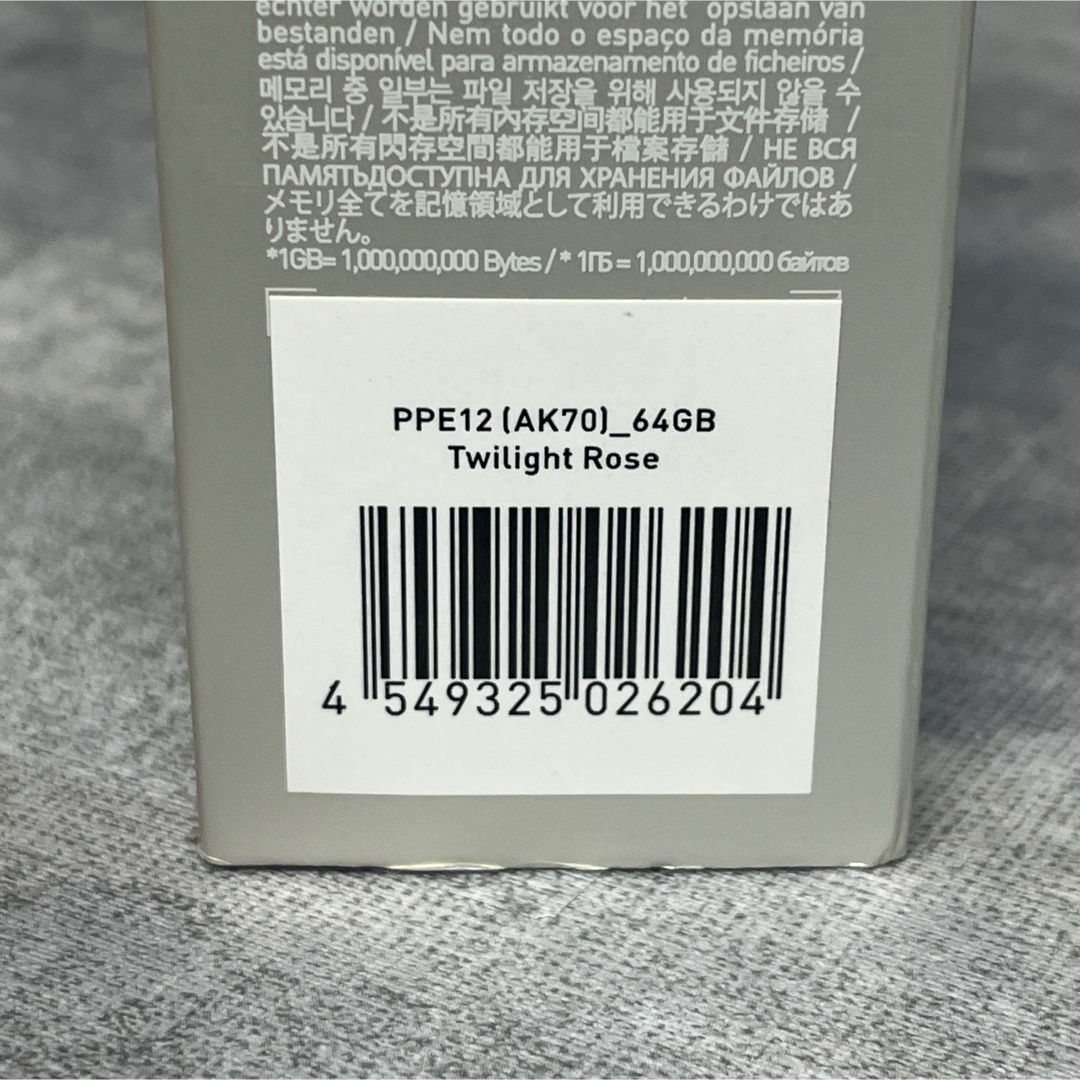 echter worden gebruikt voor het opslaan van
bestanden / Nem todo o espaço da memória
está disponível para armazenamento de ficheiros /
메모리 중 일부는 파일 저장을 위해 사용되지 않을 수
있습니다 / 不是所有內存空间都能用于文件存储 /
不是所有閃存空間都能用于檔案存儲 / НЕ ВСЯ
ПАМЯТЬДОСТУПНА ДЛЯ ХРАНЕНИЯ ФАЙЛОВ /
メモリ全てを記憶領域として利用できるわけではあ
りません。
*1GB= 1,000,000,000 Bytes / * 1ГБ = 1,000,000,000 байтов
PPE12 (AK70)_64GB
Twilight Rose
4 549325 026204